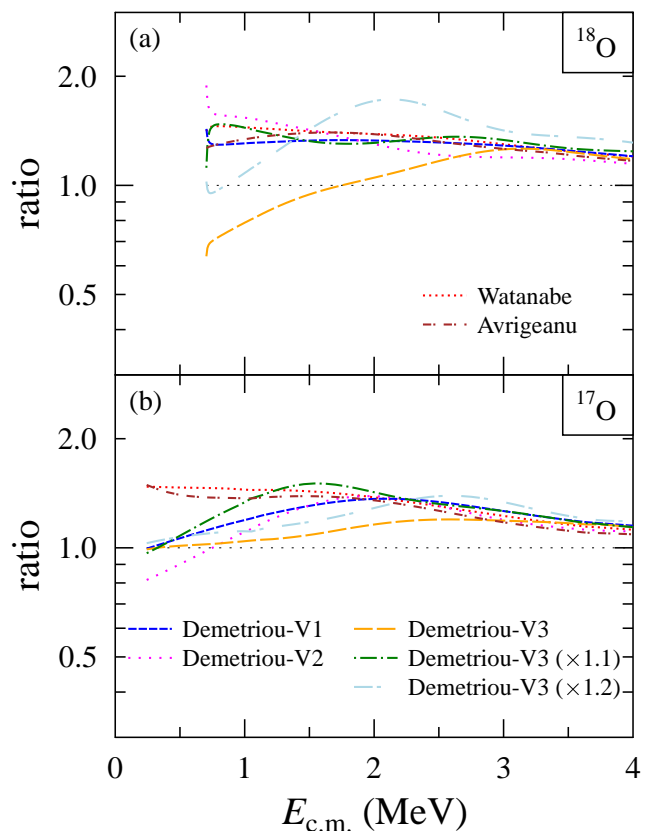 (a)
¹⁸O
2.0
1.0
0.5
ratio
Watanabe
Avrigeanu
(b)
¹⁷O
2.0
1.0
0.5
ratio
Demetriou-V1
Demetriou-V3
Demetriou-V2
Demetriou-V3 (×1.1)
Demetriou-V3 (×1.2)
0 1 2 3 4
E_c.m. (MeV)